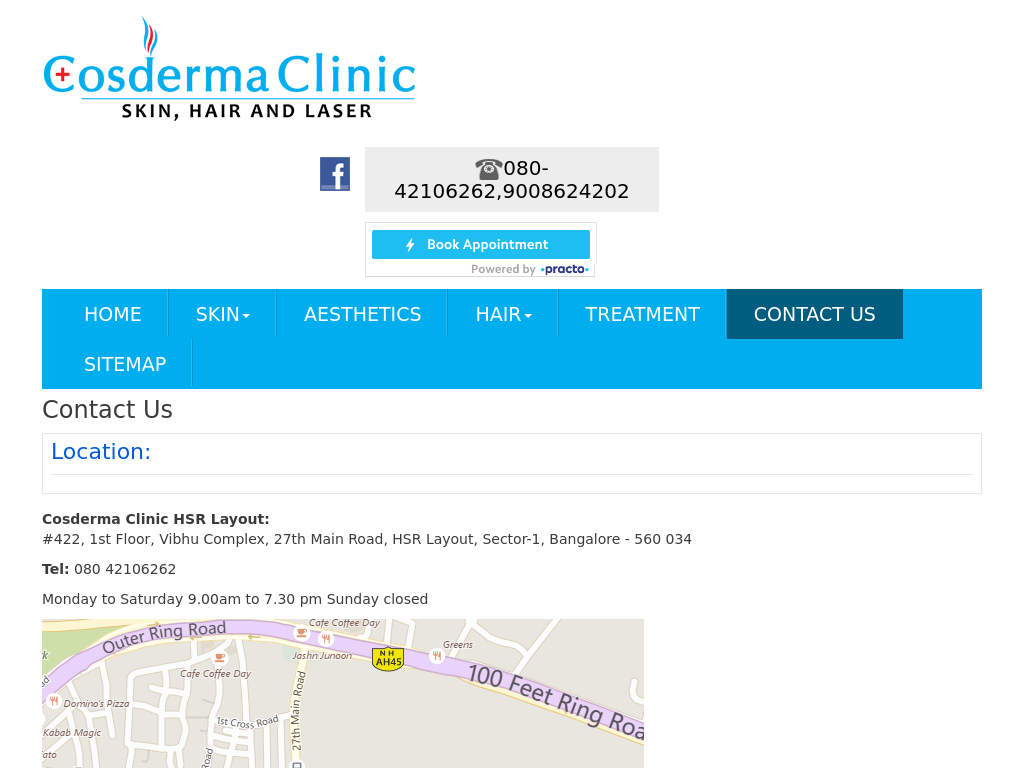 Cosderma Clinic
SKIN, HAIR AND LASER
f
080-
42106262,9008624202
Book Appointment
Powered by •practo•
HOME
SKIN
AESTHETICS
HAIR
TREATMENT
CONTACT US
SITEMAP
Contact Us
Location:
Cosderma Clinic HSR Layout:
#422, 1st Floor, Vibhu Complex, 27th Main Road, HSR Layout, Sector-1, Bangalore - 560 034
Tel: 080 42106262
Monday to Saturday 9.00am to 7.30 pm Sunday closed
Outer Ring Road
Cafe Coffee Day
Greens
Jashn Junoon
NH
AH45
Cafe Coffee Day
100 Feet Ring Roa
Domino's Pizza
1st Cross Road
27th Main Road
Kabab Magic
Road